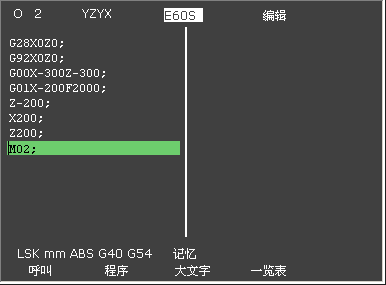 O 2 YZYX E60S 编辑
G28X0Z0;
G92X0Z0;
G00X-300Z-300;
G01X-200F2000;
Z-200;
X200;
Z200;
M02;
LSK mm ABS G40 G54 记忆
呼叫 程序 大文字 一览表